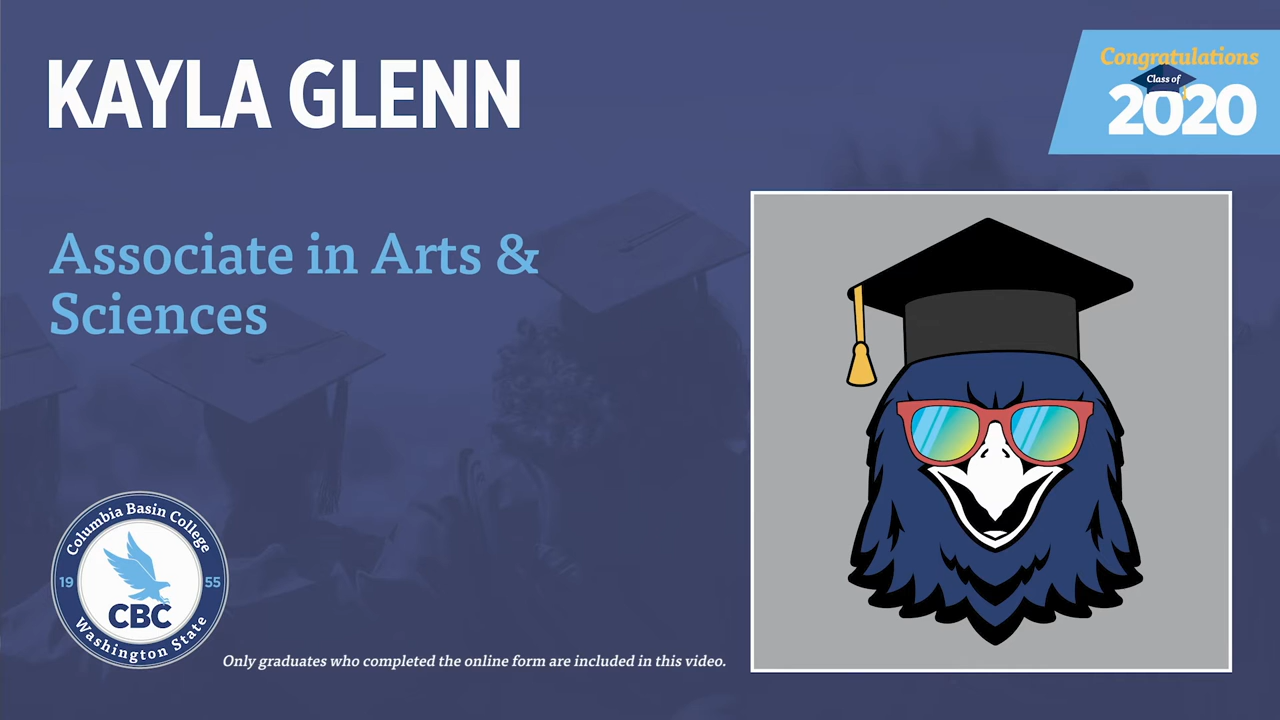 KAYLA GLENN
Congratulations
Class of
2020
Associate in Arts &
Sciences
Columbia Basin College
19 55
CBC
Washington State
Only graduates who completed the online form are included in this video.